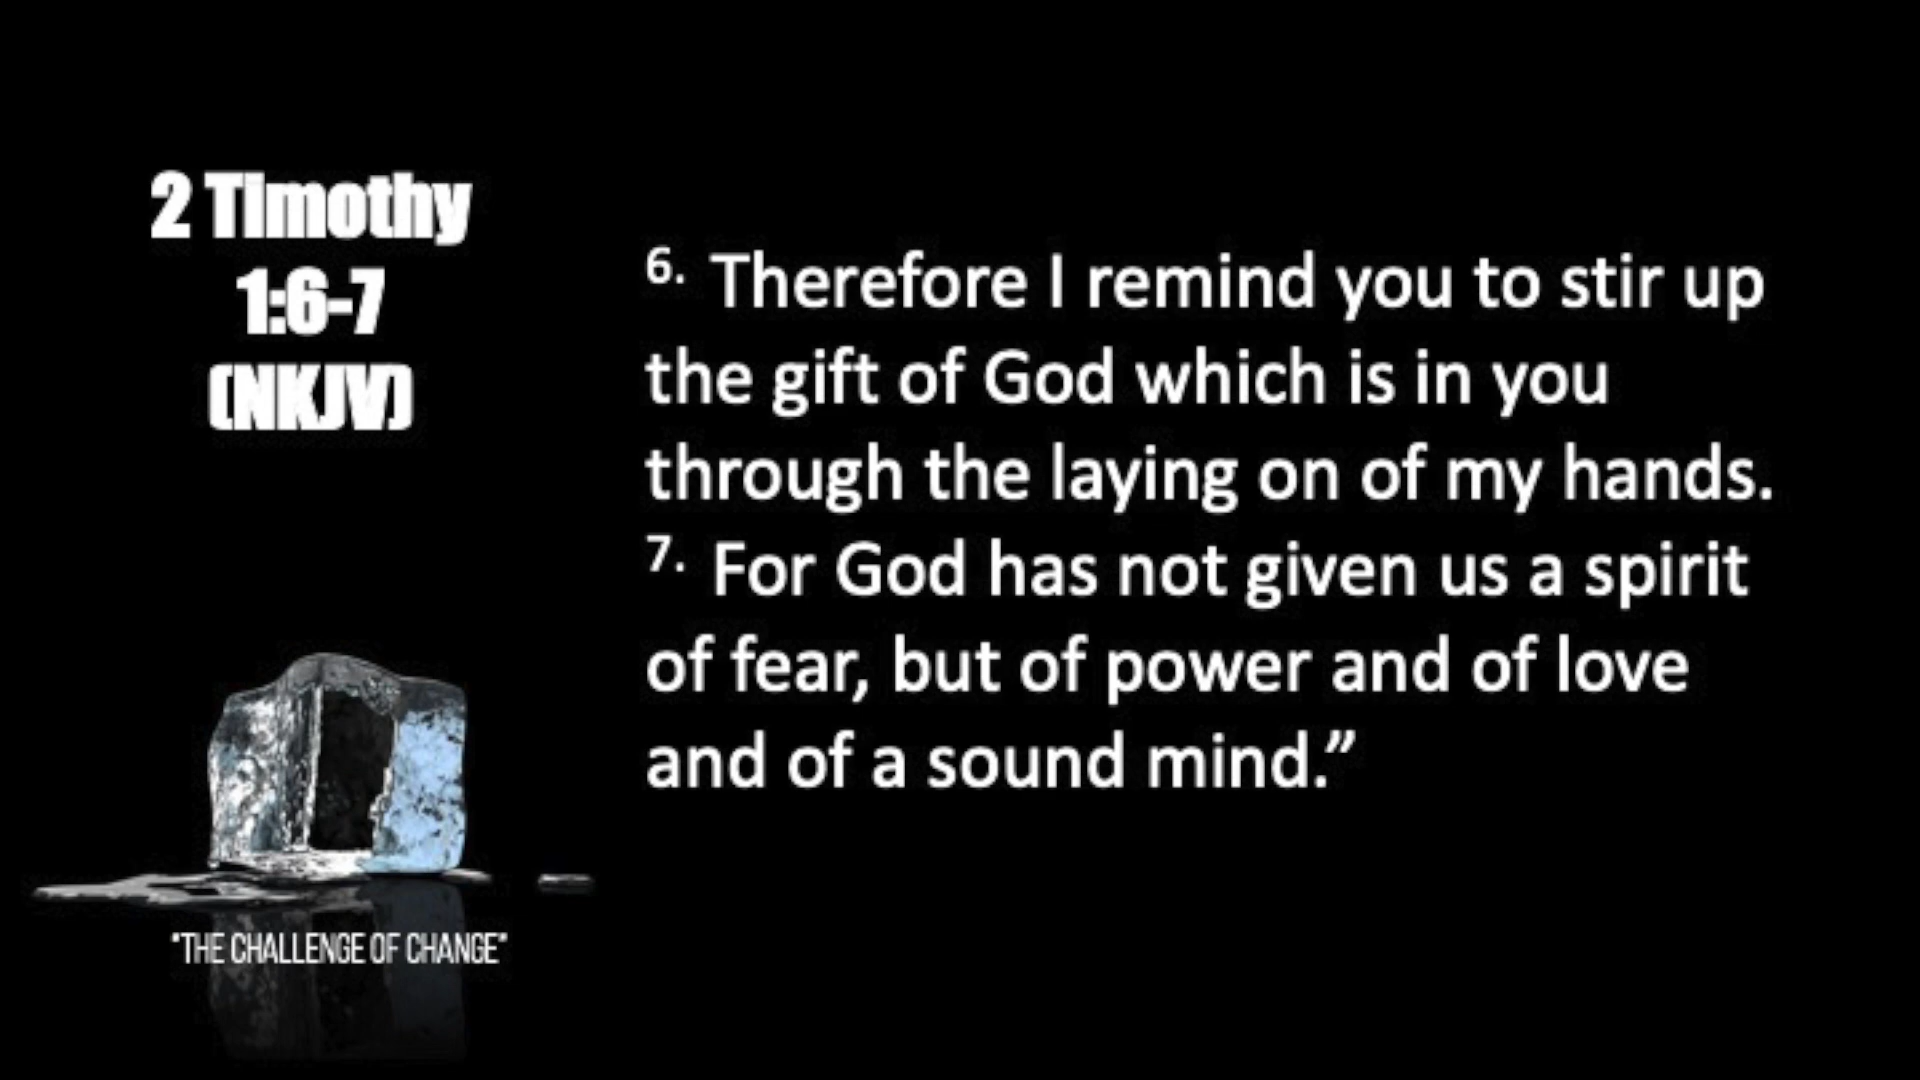 2 Timothy
1:6-7
(NKJV)
6. Therefore I remind you to stir up
the gift of God which is in you
through the laying on of my hands.
7. For God has not given us a spirit
of fear, but of power and of love
and of a sound mind.”
"THE CHALLENGE OF CHANGE"